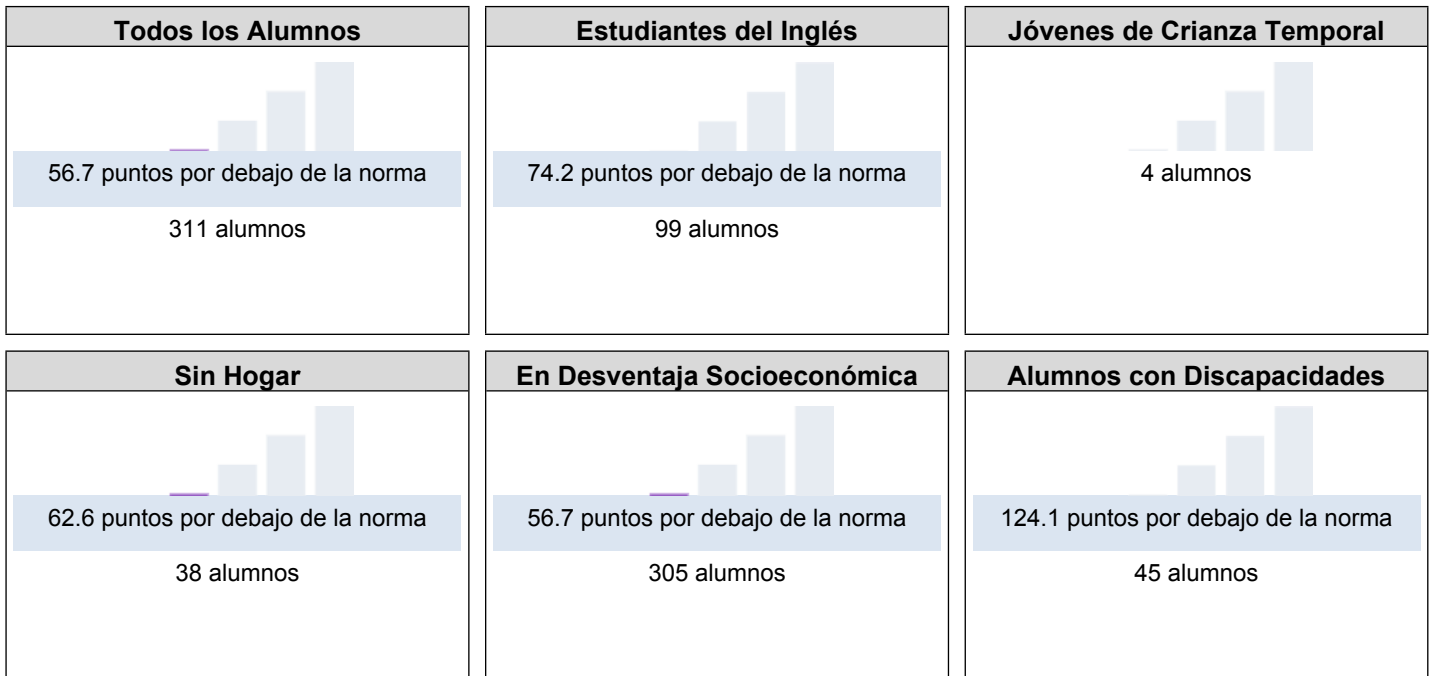 Todos los Alumnos
56.7 puntos por debajo de la norma
311 alumnos
Estudiantes del Inglés
74.2 puntos por debajo de la norma
99 alumnos
Jóvenes de Crianza Temporal
4 alumnos
Sin Hogar
62.6 puntos por debajo de la norma
38 alumnos
En Desventaja Socioeconómica
56.7 puntos por debajo de la norma
305 alumnos
Alumnos con Discapacidades
124.1 puntos por debajo de la norma
45 alumnos